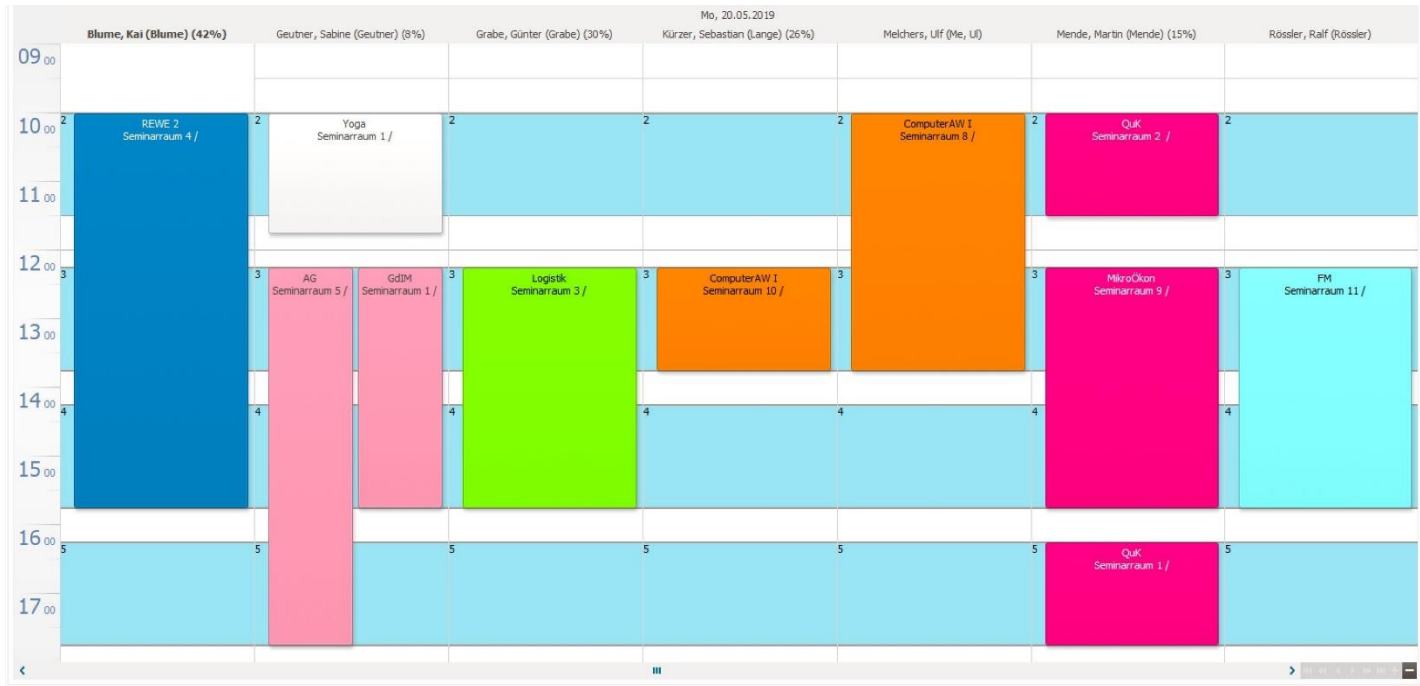 Mo, 20.05.2019
Blume, Kai (Blume) (42%)
Geutner, Sabine (Geutner) (8%)
Grabe, Günter (Grabe) (30%)
Kürzer, Sebastian (Lange) (26%)
Melchers, Ulf (Me, Ul)
Mende, Martin (Mende) (15%)
Rössler, Ralf (Rössler)
09 00
10 00
2
REWE 2
Seminarraum 4 /
2
Yoga
Seminarraum 1 /
2
2
2
ComputerAW I
Seminarraum 8 /
2
QuK
Seminarraum 2 /
2
11 00
12 00
3
3
AG
Seminarraum 5 /
GdIM
Seminarraum 1 /
3
Logistik
Seminarraum 3 /
3
ComputerAW I
Seminarraum 10 /
3
3
MikroÖkon
Seminarraum 9 /
3
FM
Seminarraum 11 /
13 00
14 00
4
4
4
4
4
4
4
15 00
16 00
5
5
5
5
5
5
QuK
Seminarraum 1 /
5
17 00